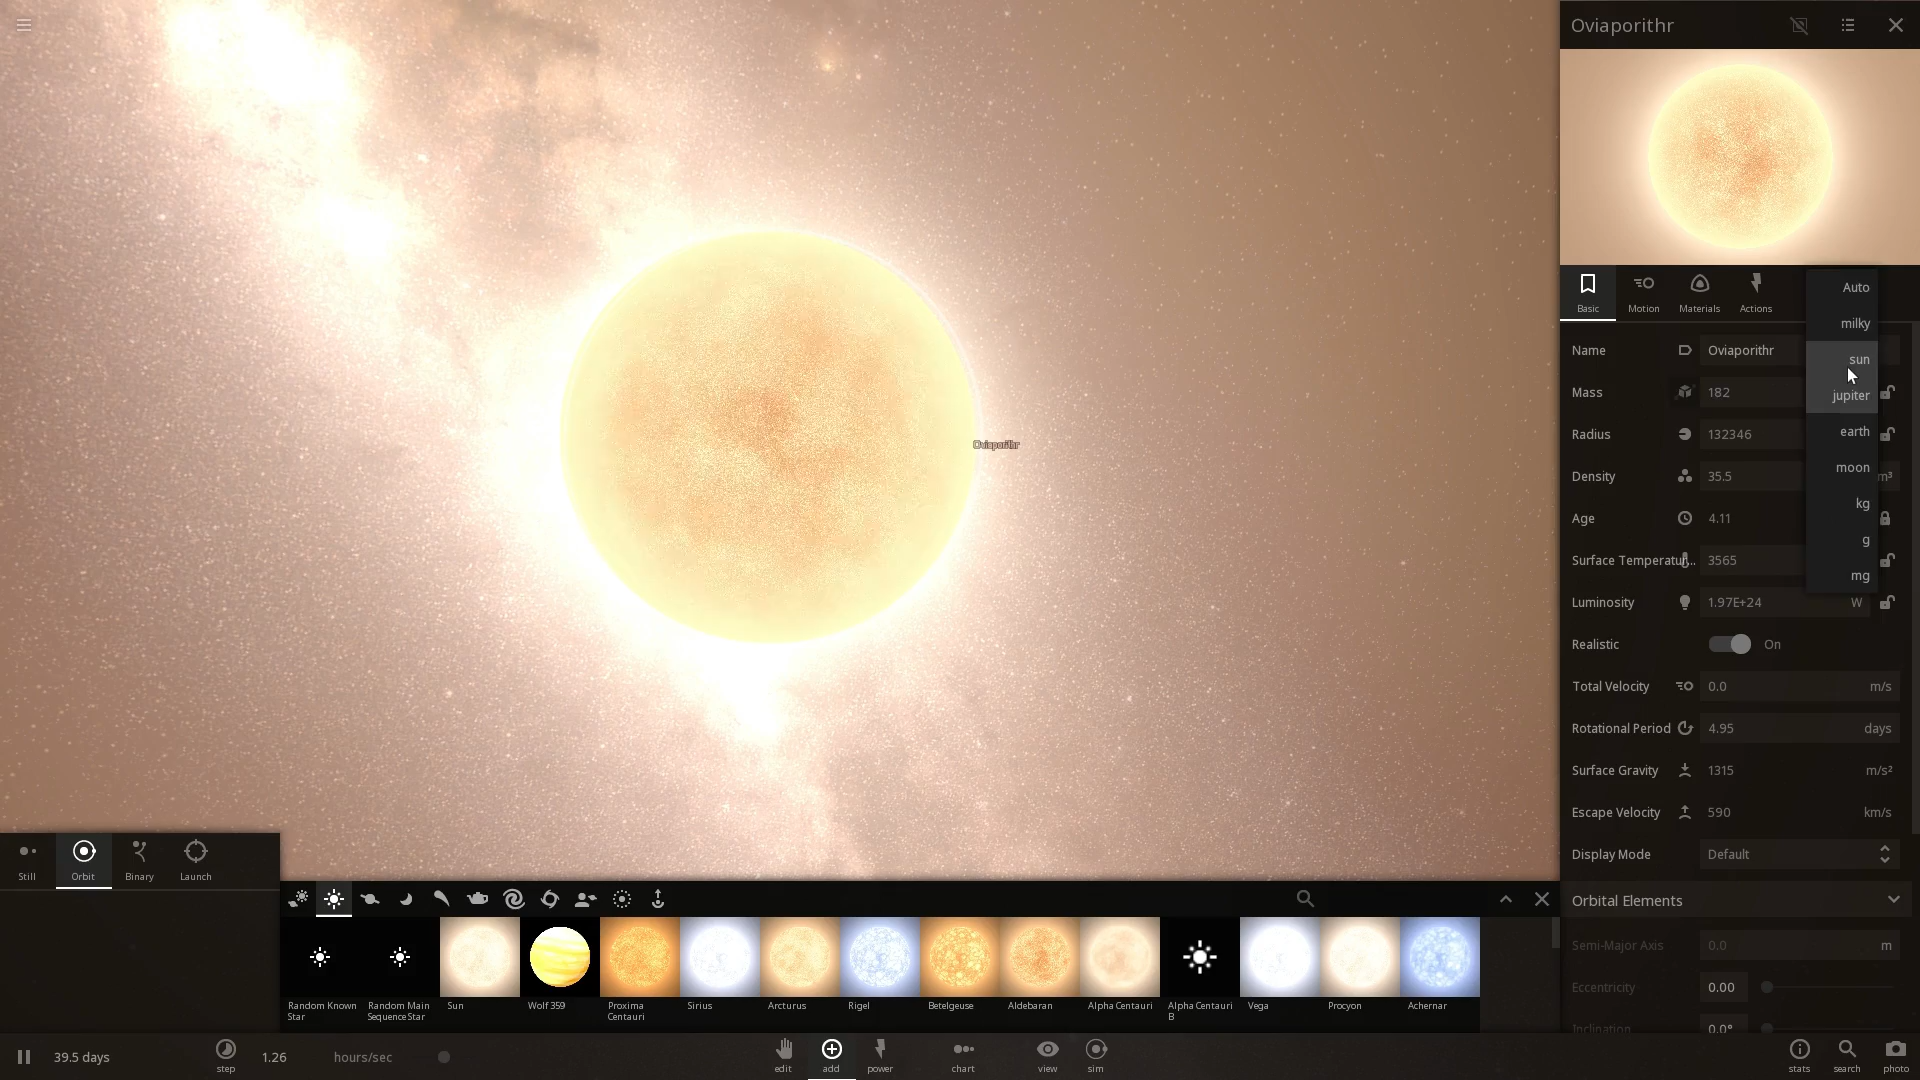 Oviaporithr
Basic
Motion
Materials
Actions
Auto
milky
sun
jupiter
earth
moon
kg
g
mg
Name
Oviaporithr
Mass
182
Radius
132346
Density
35.5
m³
Age
4.11
Surface Temperatur...
3565
Luminosity
1.97E+24
W
Realistic
On
Total Velocity
0.0
m/s
Rotational Period
4.95
days
Surface Gravity
1315
m/s²
Escape Velocity
590
km/s
Display Mode
Default
Orbital Elements
Semi-Major Axis
0.0
m
Eccentricity
0.00
Inclination
0.0°
Oviaporithr
Still
Orbit
Binary
Launch
Random Known
Star
Random Main
Sequence Star
Sun
Wolf 359
Proxima
Centauri
Sirius
Arcturus
Rigel
Betelgeuse
Aldebaran
Alpha Centauri
Alpha Centauri
B
Vega
Procyon
Achernar
39.5 days
step
1.26
hours/sec
edit
add
power
chart
view
sim
stats
search
photo